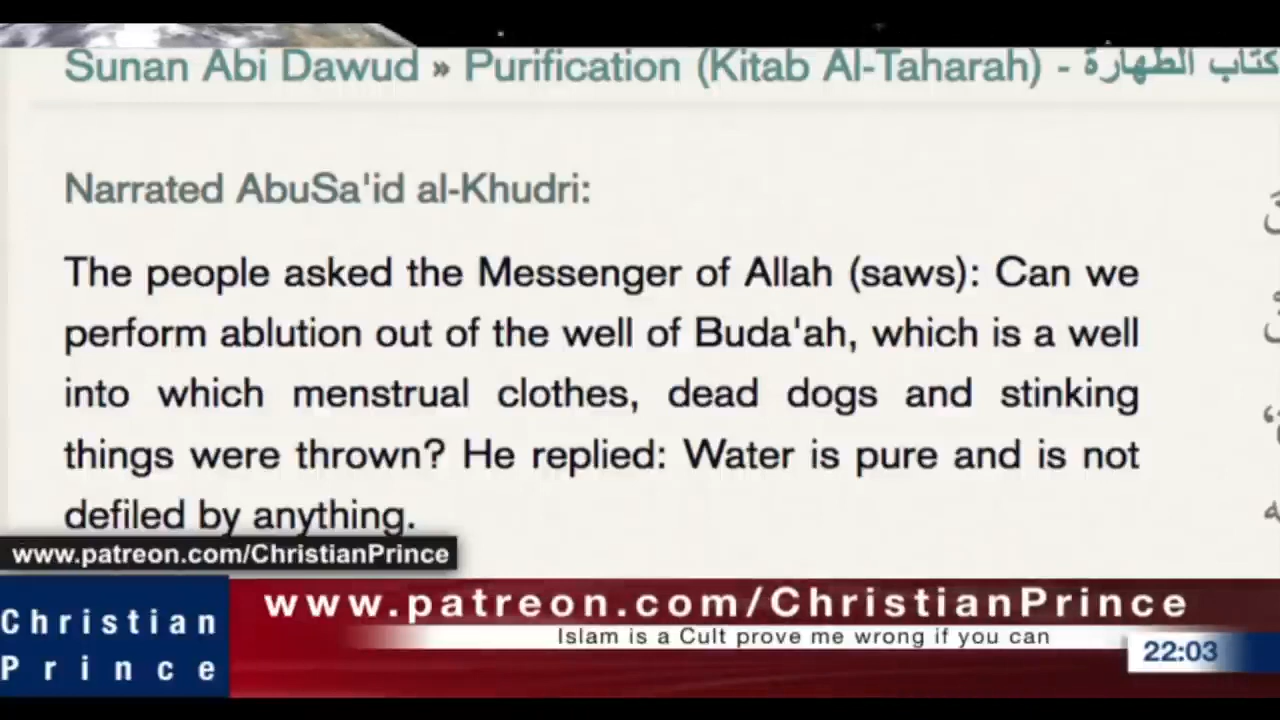 Sunan Abi Dawud » Purification (Kitab Al-Taharah) - كتاب الطهارة
Narrated AbuSa'id al-Khudri:
The people asked the Messenger of Allah (saws): Can we
perform ablution out of the well of Buda'ah, which is a well
into which menstrual clothes, dead dogs and stinking
things were thrown? He replied: Water is pure and is not
defiled by anything.
www.patreon.com/ChristianPrince
www.patreon.com/ChristianPrince
Islam is a Cult prove me wrong if you can
Christian
Prince
22:03